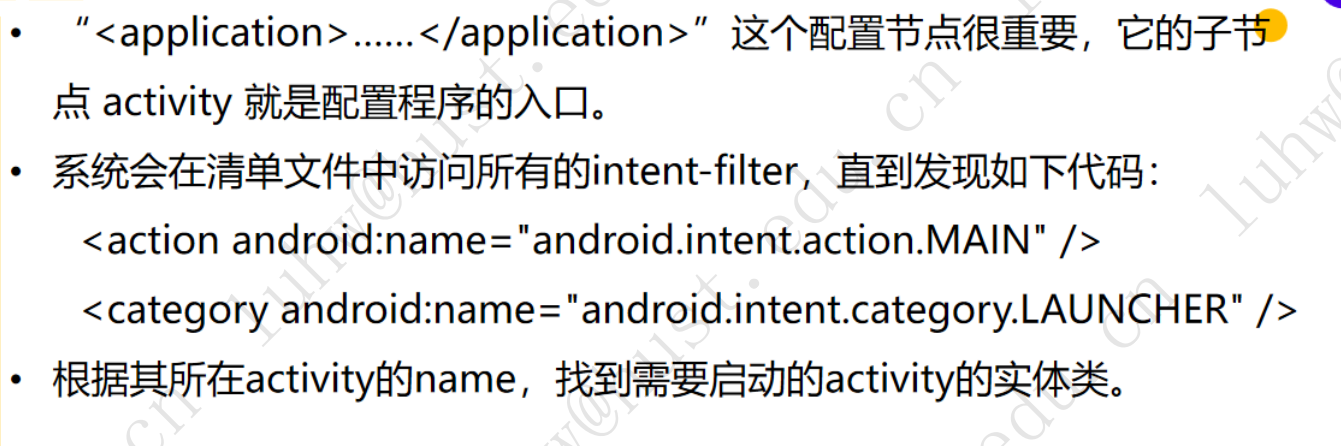 • “<application>……</application>”这个配置节点很重要，它的子节
点 activity 就是配置程序的入口。
• 系统会在清单文件中访问所有的intent-filter，直到发现如下代码：
<action android:name="android.intent.action.MAIN" />
<category android:name="android.intent.category.LAUNCHER" />
• 根据其所在activity的name，找到需要启动的activity的实体类。